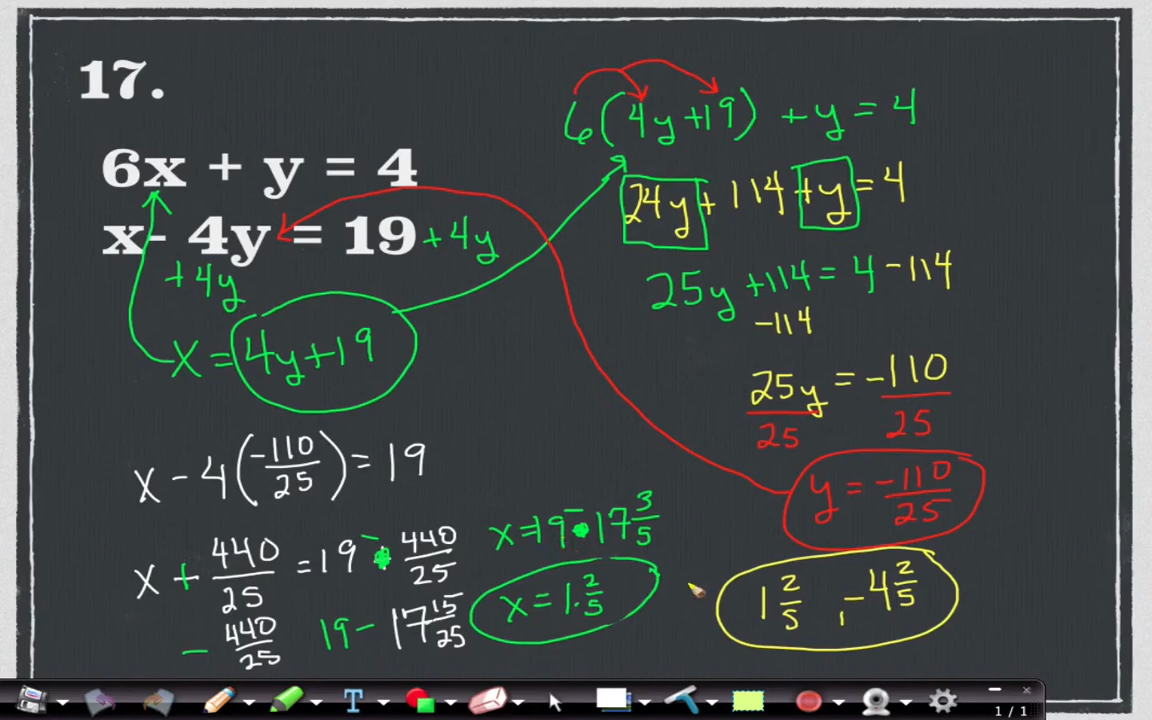 17.
6x + y = 4
x- 4y = 19 +4y
+4y
x = 4y+19
x - 4(-110/25) = 19
x + 440/25 = 19 - 440/25
- 440/25
19 - 17 15/25
x=19 - 17 3/5
x = 1 2/5
6(4y+19) + y = 4
24y + 114 + y = 4
25y + 114 = 4 - 114
-114
25y = -110
25 25
y = -110/25
1 2/5 , -4 2/5
1 / 1